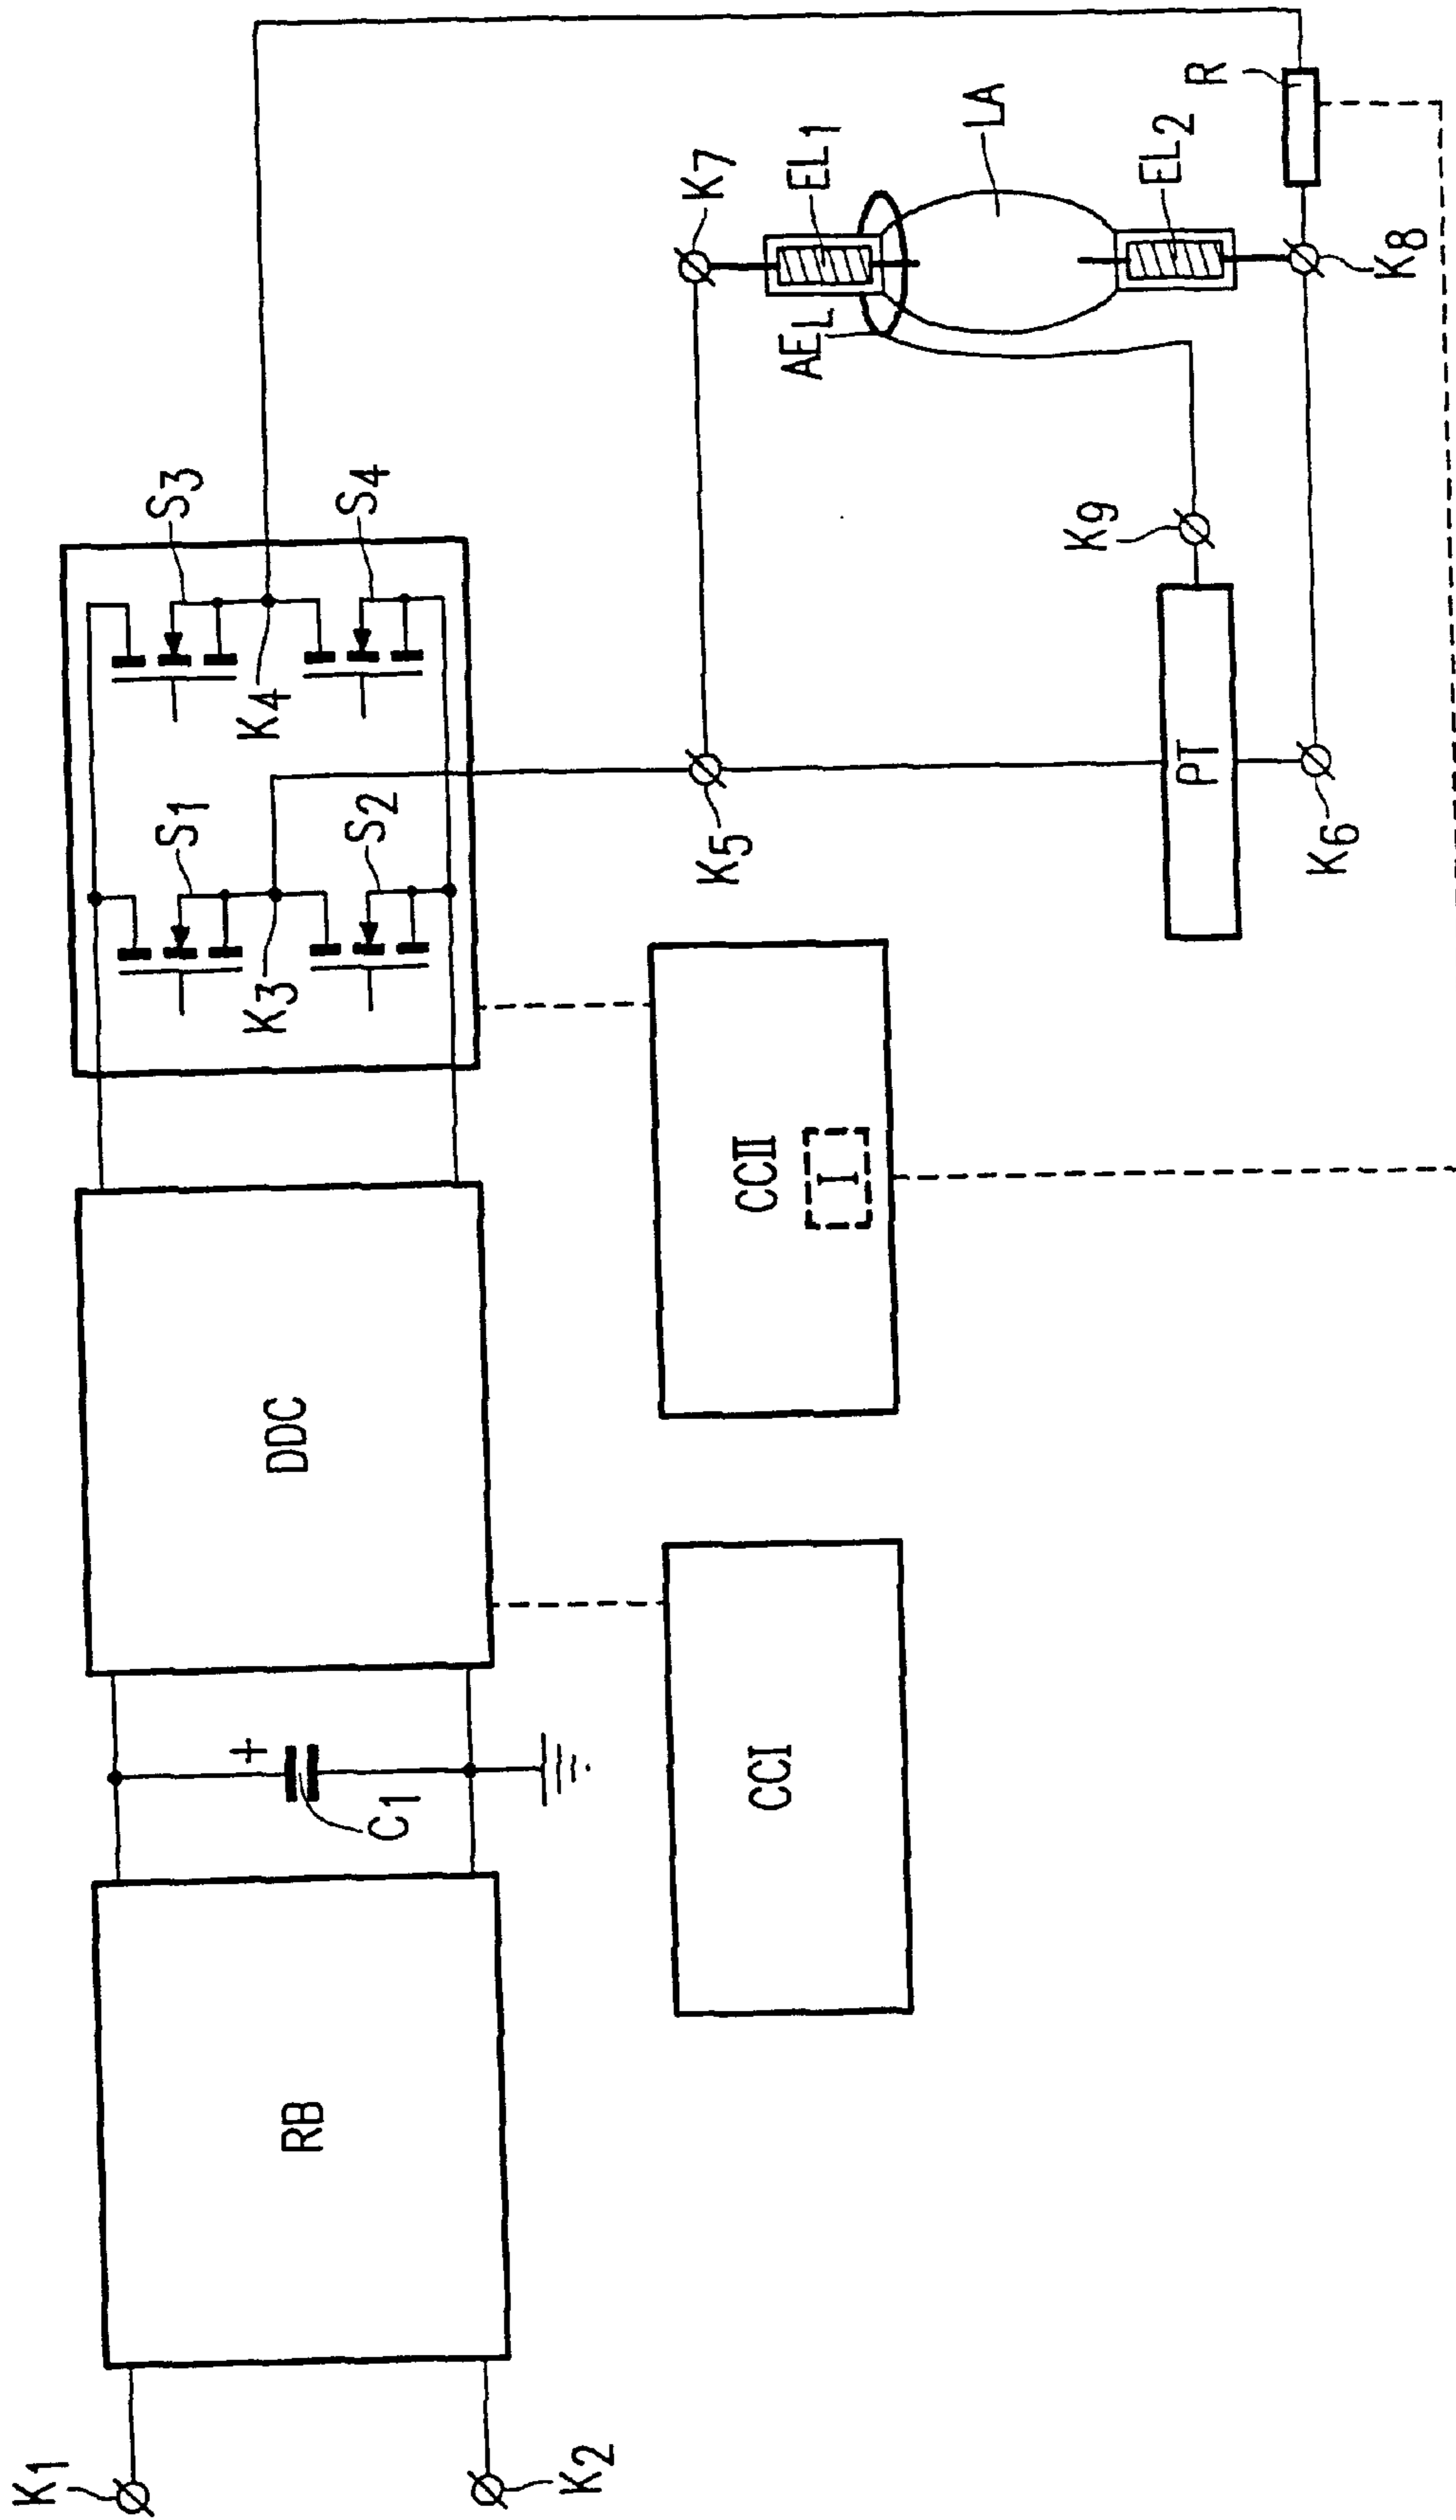 K1
K2
RB
C1
+
DDC
CCI
CCII
I
K3
S1
S2
K4
S3
S4
K5
K6
PT
K9
K7
AEL
EL1
LA
EL2
K8
R